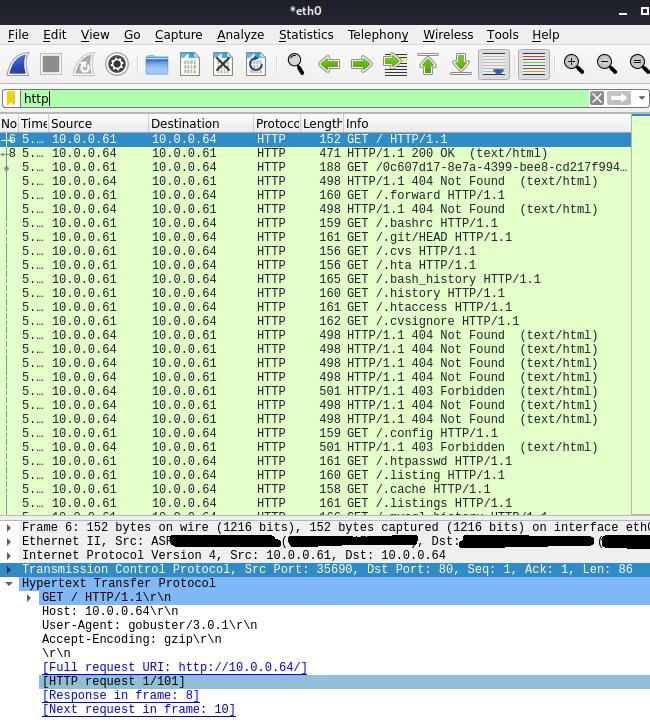 *eth0
File Edit View Go Capture Analyze Statistics Telephony Wireless Tools Help
http
No Time Source Destination Protocol Length Info
6 5… 10.0.0.61 10.0.0.64 HTTP 152 GET / HTTP/1.1
8 5… 10.0.0.64 10.0.0.61 HTTP 471 HTTP/1.1 200 OK (text/html)
5… 10.0.0.61 10.0.0.64 HTTP 188 GET /0c607d17-8e7a-4399-bee8-cd217f994…
5… 10.0.0.64 10.0.0.61 HTTP 498 HTTP/1.1 404 Not Found (text/html)
5… 10.0.0.61 10.0.0.64 HTTP 160 GET /.forward HTTP/1.1
5… 10.0.0.64 10.0.0.61 HTTP 498 HTTP/1.1 404 Not Found (text/html)
5… 10.0.0.61 10.0.0.64 HTTP 159 GET /.bashrc HTTP/1.1
5… 10.0.0.61 10.0.0.64 HTTP 161 GET /.git/HEAD HTTP/1.1
5… 10.0.0.61 10.0.0.64 HTTP 156 GET /.cvs HTTP/1.1
5… 10.0.0.61 10.0.0.64 HTTP 156 GET /.hta HTTP/1.1
5… 10.0.0.61 10.0.0.64 HTTP 165 GET /.bash_history HTTP/1.1
5… 10.0.0.61 10.0.0.64 HTTP 160 GET /.history HTTP/1.1
5… 10.0.0.61 10.0.0.64 HTTP 161 GET /.htaccess HTTP/1.1
5… 10.0.0.61 10.0.0.64 HTTP 162 GET /.cvsignore HTTP/1.1
5… 10.0.0.64 10.0.0.61 HTTP 498 HTTP/1.1 404 Not Found (text/html)
5… 10.0.0.64 10.0.0.61 HTTP 498 HTTP/1.1 404 Not Found (text/html)
5… 10.0.0.64 10.0.0.61 HTTP 498 HTTP/1.1 404 Not Found (text/html)
5… 10.0.0.64 10.0.0.61 HTTP 498 HTTP/1.1 404 Not Found (text/html)
5… 10.0.0.64 10.0.0.61 HTTP 501 HTTP/1.1 403 Forbidden (text/html)
5… 10.0.0.64 10.0.0.61 HTTP 498 HTTP/1.1 404 Not Found (text/html)
5… 10.0.0.64 10.0.0.61 HTTP 498 HTTP/1.1 404 Not Found (text/html)
5… 10.0.0.61 10.0.0.64 HTTP 159 GET /.config HTTP/1.1
5… 10.0.0.64 10.0.0.61 HTTP 501 HTTP/1.1 403 Forbidden (text/html)
5… 10.0.0.61 10.0.0.64 HTTP 161 GET /.htpasswd HTTP/1.1
5… 10.0.0.61 10.0.0.64 HTTP 160 GET /.listing HTTP/1.1
5… 10.0.0.61 10.0.0.64 HTTP 158 GET /.cache HTTP/1.1
5… 10.0.0.61 10.0.0.64 HTTP 161 GET /.listings HTTP/1.1
Frame 6: 152 bytes on wire (1216 bits), 152 bytes captured (1216 bits) on interface eth0
Ethernet II, Src: AS ( ), Dst: (
Internet Protocol Version 4, Src: 10.0.0.61, Dst: 10.0.0.64
Transmission Control Protocol, Src Port: 35690, Dst Port: 80, Seq: 1, Ack: 1, Len: 86
Hypertext Transfer Protocol
GET / HTTP/1.1\r\n
Host: 10.0.0.64\r\n
User-Agent: gobuster/3.0.1\r\n
Accept-Encoding: gzip\r\n
\r\n
[Full request URI: http://10.0.0.64/]
[HTTP request 1/101]
[Response in frame: 8]
[Next request in frame: 10]